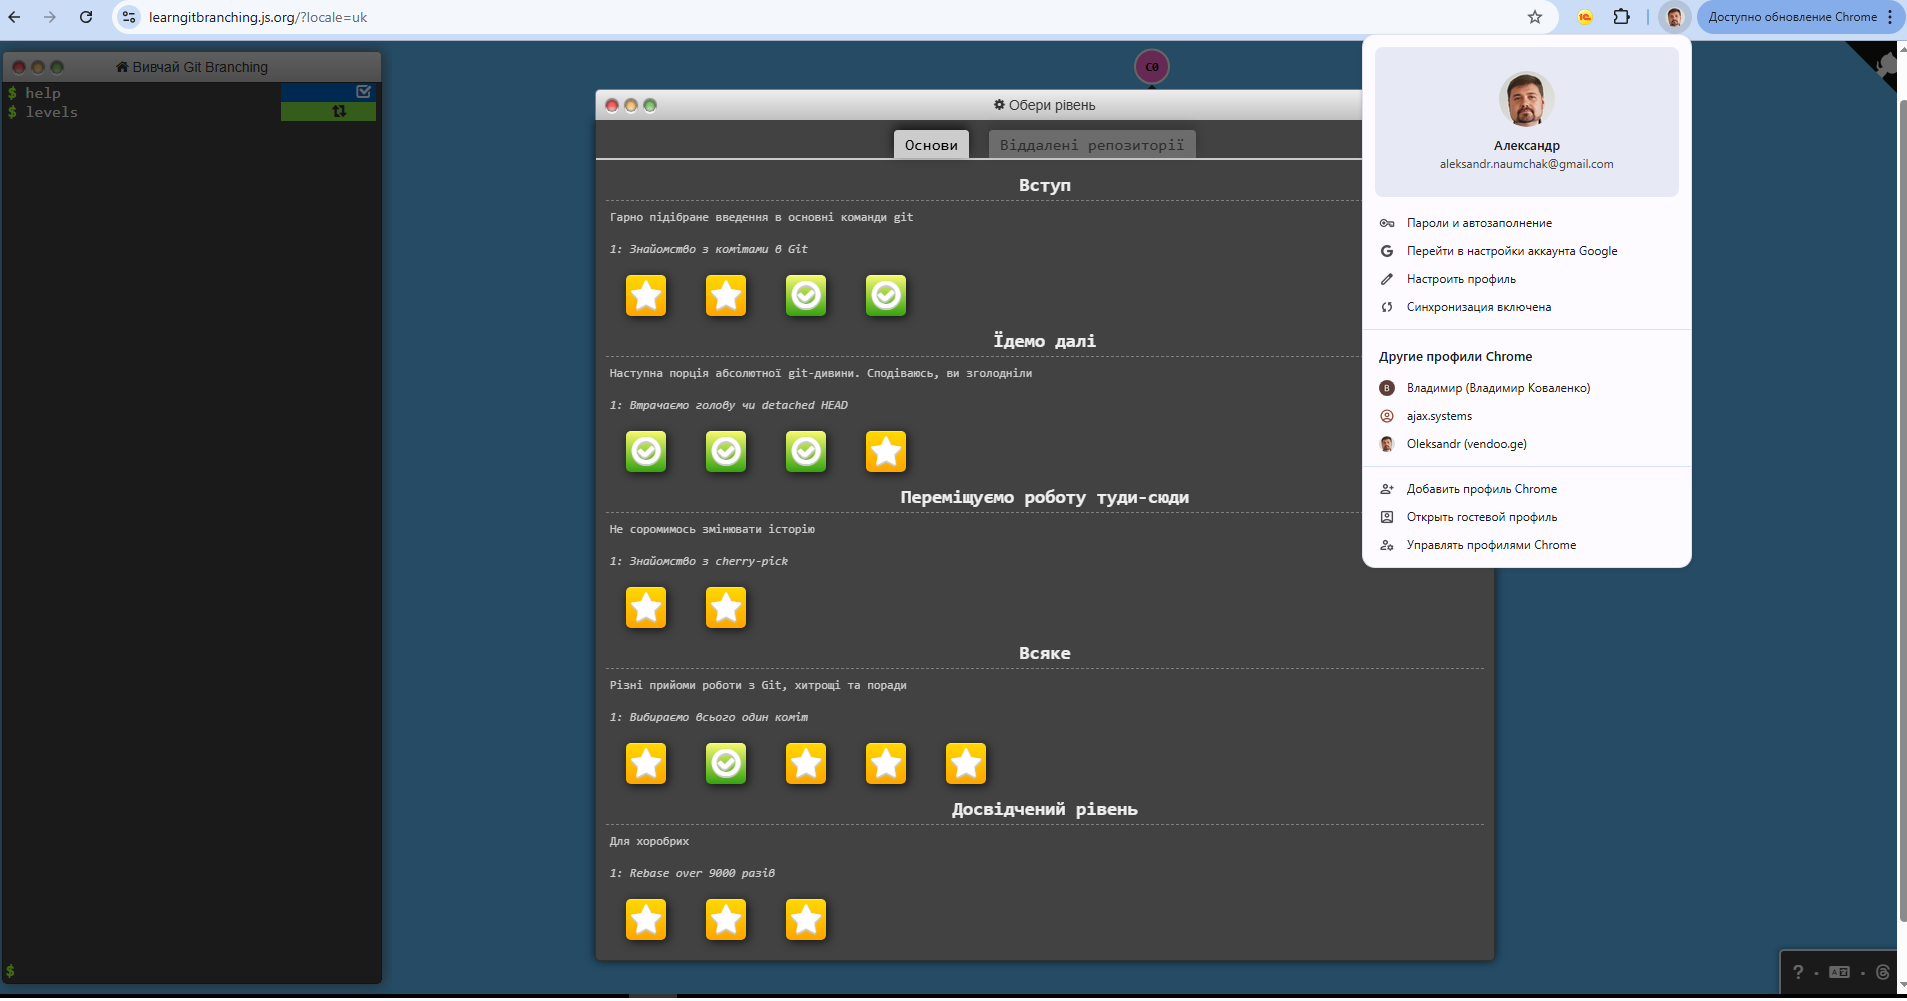 learngitbranching.js.org/?locale=uk
Доступно обновление Chrome
Вивчай Git Branching
$ help
$ levels
$
C0
Обери рівень
Основи
Віддалені репозиторії
Вступ
Гарно підібране введення в основні команди git
1: Знайомство з комітами в Git
Їдемо далі
Наступна порція абсолютної git-дивини. Сподіваюсь, ви зголодніли
1: Втрачаємо голову чи detached HEAD
Переміщуємо роботу туди-сюди
Не соромимось змінювати історію
1: Знайомство з cherry-pick
Всяке
Різні прийоми роботи з Git, хитрощі та поради
1: Вибираємо всього один коміт
Досвідчений рівень
Для хоробрих
1: Rebase over 9000 разів
Александр
aleksandr.naumchak@gmail.com
Пароли и автозаполнение
G Перейти в настройки аккаунта Google
Настроить профиль
Синхронизация включена
Другие профили Chrome
В Владимир (Владимир Коваленко)
ajax.systems
Oleksandr (vendoo.ge)
Добавить профиль Chrome
Открыть гостевой профиль
Управлять профилями Chrome
?